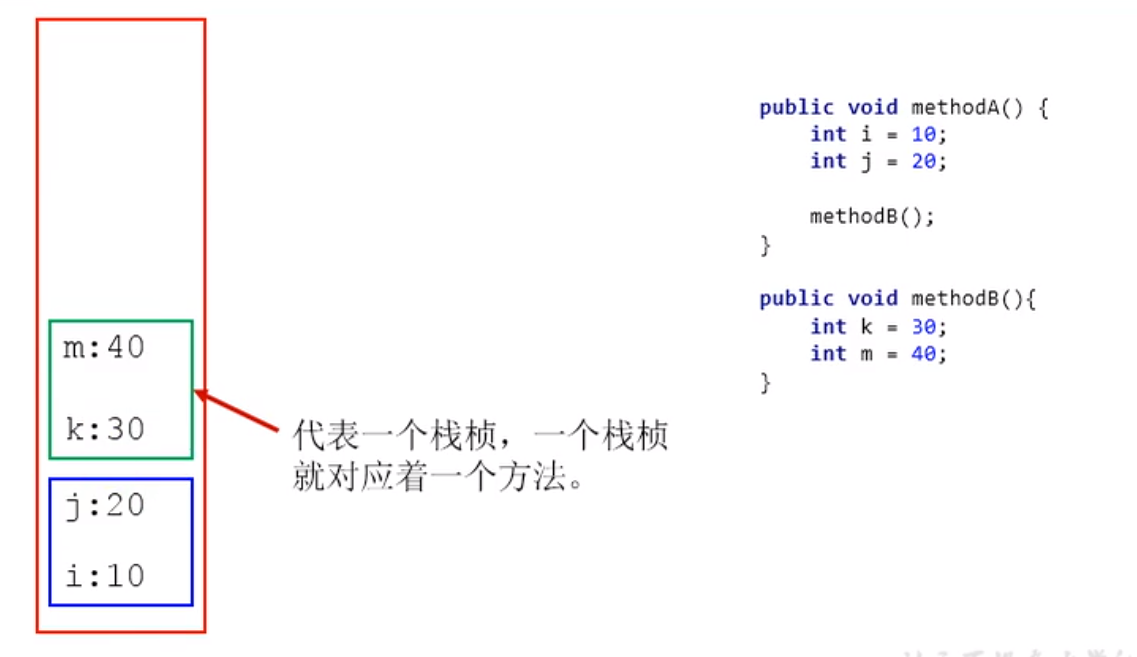 public void methodA() {
int i = 10;
int j = 20;
methodB();
}
public void methodB(){
int k = 30;
int m = 40;
}
m:40
k:30
j:20
i:10
代表一个栈桢，一个栈桢
就对应着一个方法。